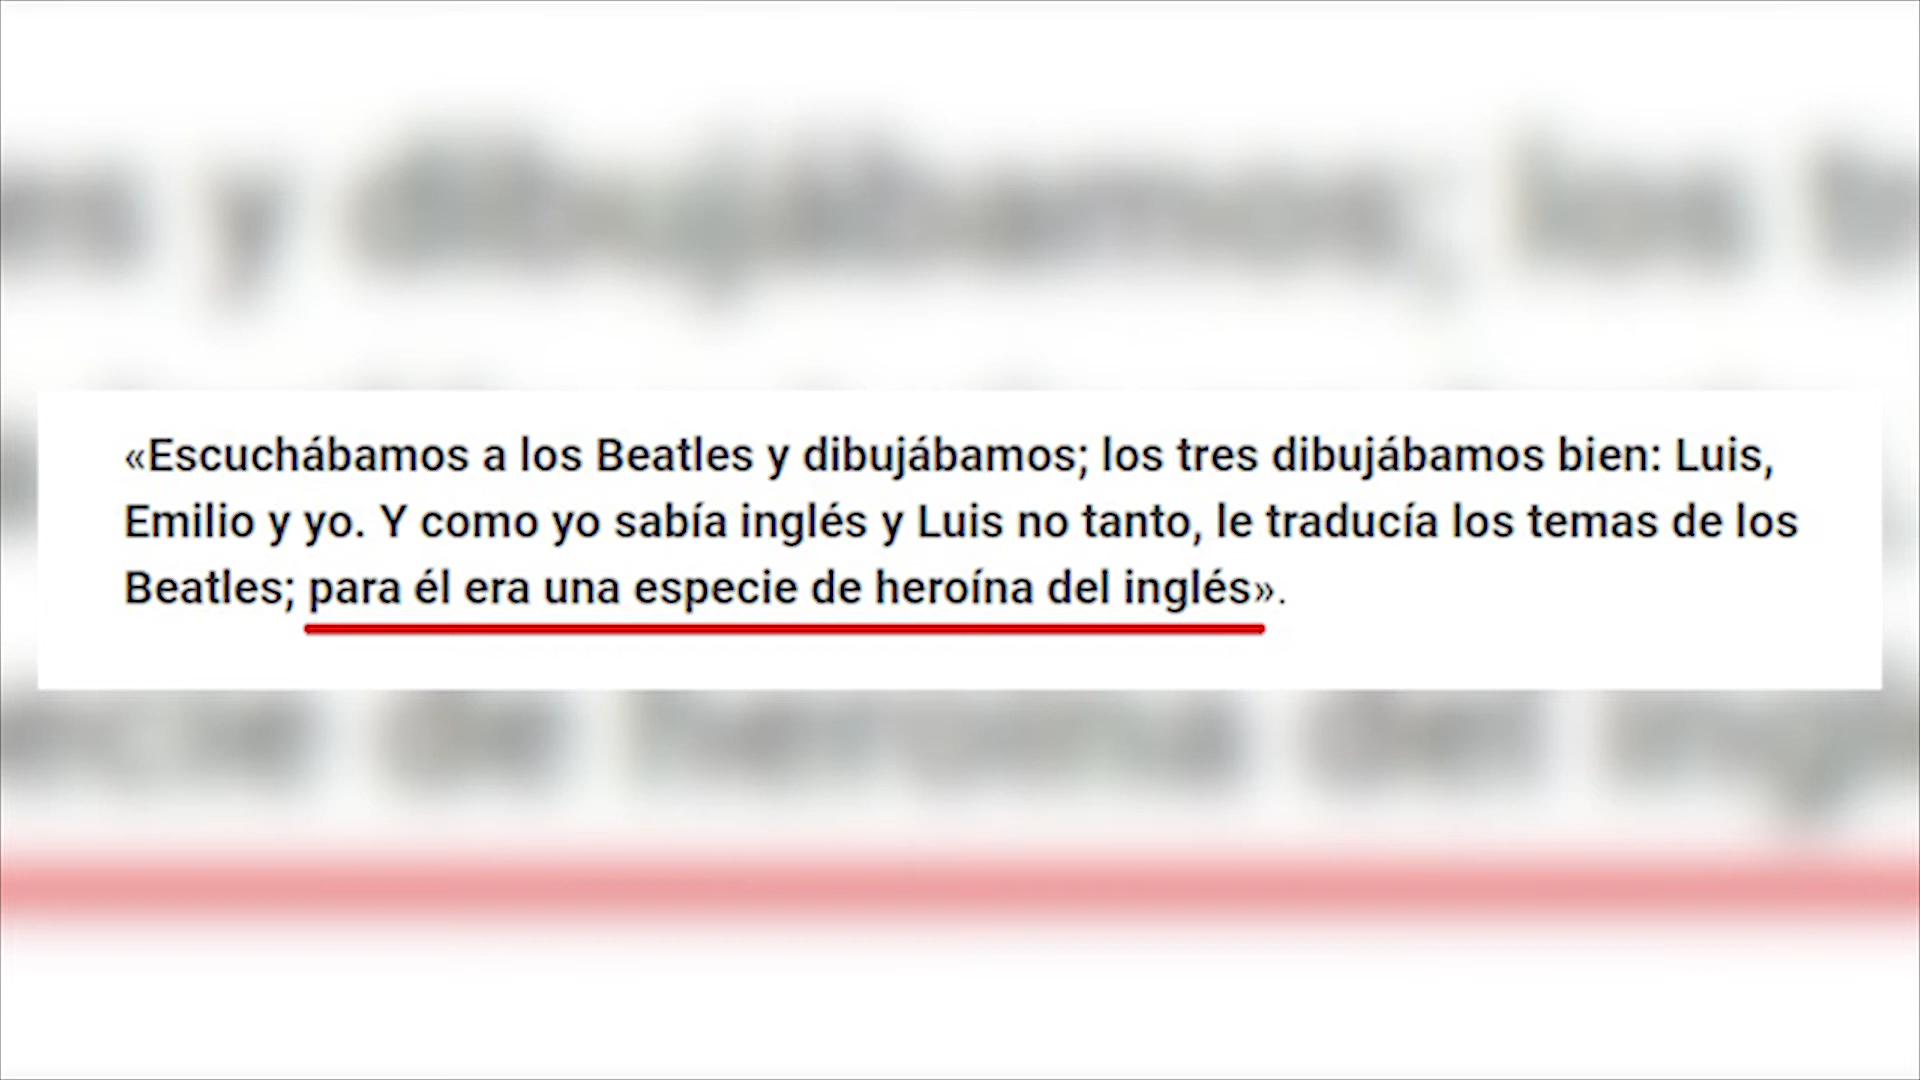 «Escuchábamos a los Beatles y dibujábamos; los tres dibujábamos bien: Luis,
Emilio y yo. Y como yo sabía inglés y Luis no tanto, le traducía los temas de los
Beatles; para él era una especie de heroína del inglés».